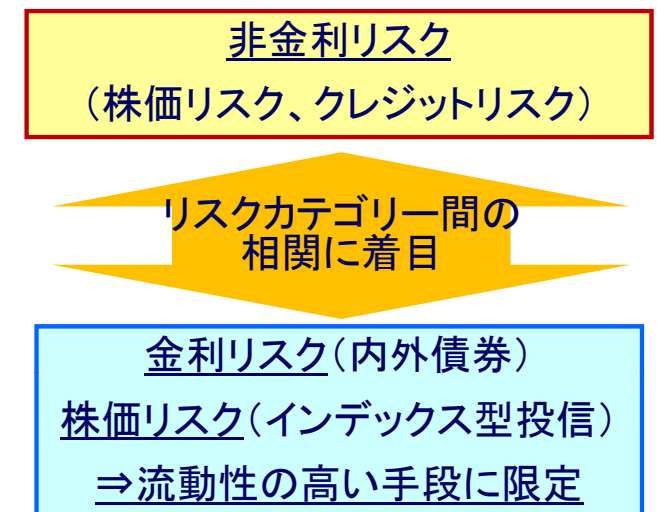 非金利リスク
（株価リスク、クレジットリスク）
リスクカテゴリー間の
相関に着目
金利リスク（内外債券）
株価リスク（インデックス型投信）
⇒流動性の高い手段に限定